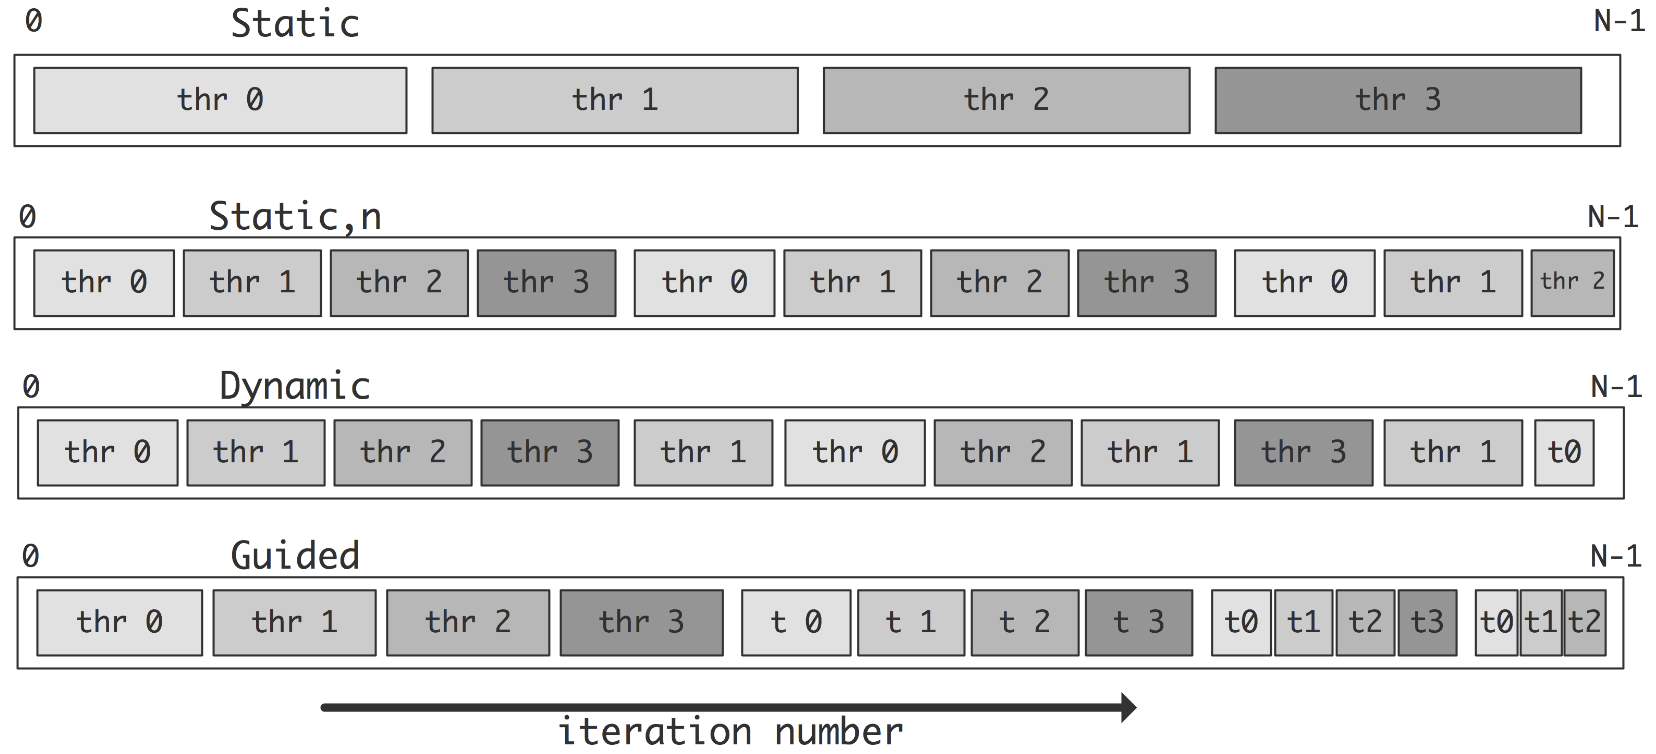 0 Static N-1
thr 0 thr 1 thr 2 thr 3
0 Static,n N-1
thr 0 thr 1 thr 2 thr 3 thr 0 thr 1 thr 2 thr 3 thr 0 thr 1 thr 2
0 Dynamic N-1
thr 0 thr 1 thr 2 thr 3 thr 1 thr 0 thr 2 thr 1 thr 3 thr 1 t0
0 Guided N-1
thr 0 thr 1 thr 2 thr 3 t 0 t 1 t 2 t 3 t0 t1 t2 t3 t0 t1 t2
iteration number